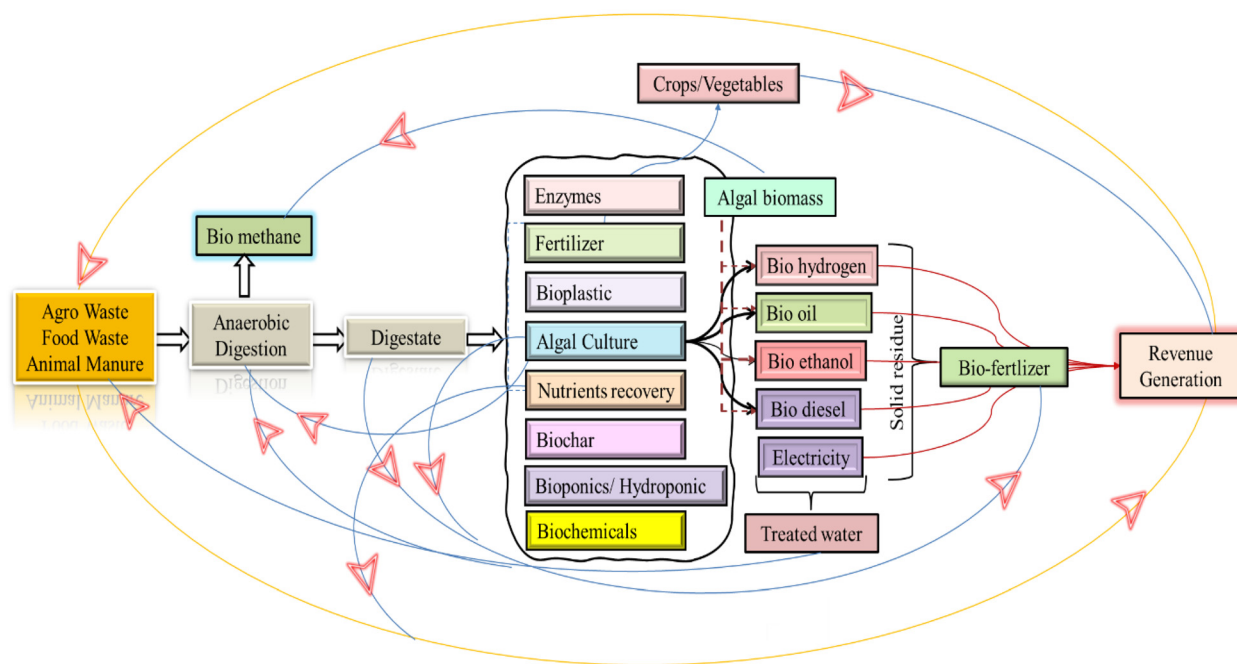 Crops/Vegetables
Enzymes
Algal biomass
Bio methane
Fertilizer
Bio hydrogen
Bioplastic
Bio oil
Agro Waste
Food Waste
Animal Manure
Anaerobic
Digestion
Digestate
Algal Culture
Bio ethanol
Solid residue
Bio-fertlizer
Revenue
Generation
Nutrients recovery
Bio diesel
Biochar
Electricity
Bioponics/ Hydroponic
Biochemicals
Treated water